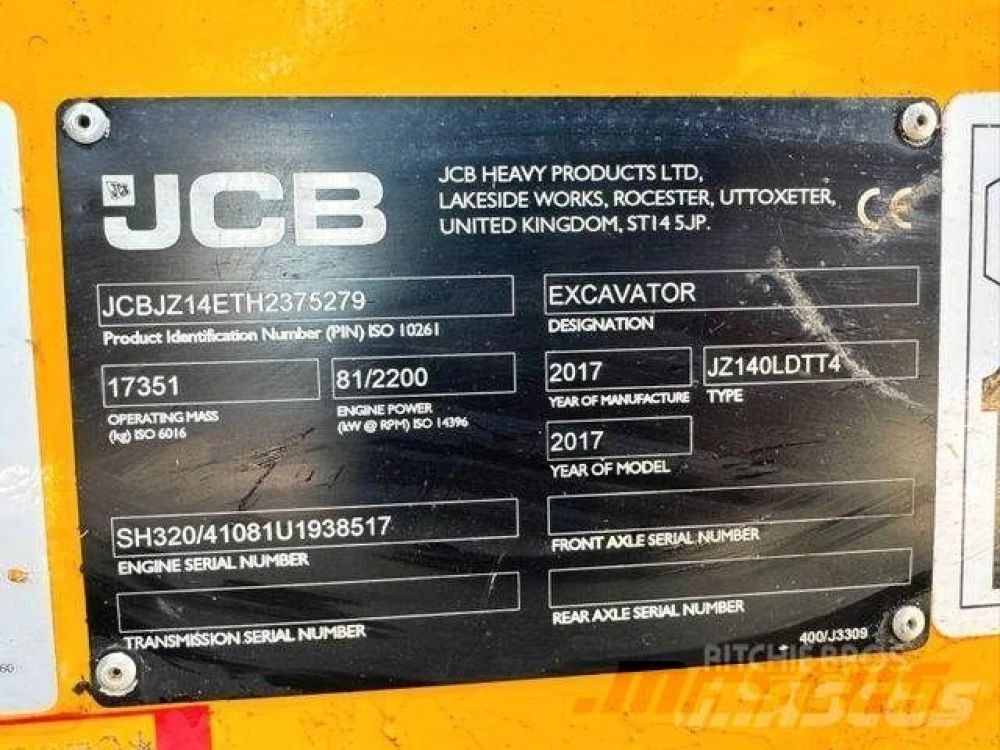 JCB
JCB HEAVY PRODUCTS LTD,
LAKESIDE WORKS, ROCESTER, UTTOXETER,
UNITED KINGDOM, ST14 5JP.
CE
JCBJZ14ETH2375279
Product Identification Number (PIN) ISO 10261
EXCAVATOR
DESIGNATION
17351
OPERATING MASS
(kg) ISO 6016
81/2200
ENGINE POWER
(kW @ RPM) ISO 14396
2017
YEAR OF MANUFACTURE
JZ140LDTT4
TYPE
2017
YEAR OF MODEL
SH320/41081U1938517
ENGINE SERIAL NUMBER
FRONT AXLE SERIAL NUMBER
TRANSMISSION SERIAL NUMBER
REAR AXLE SERIAL NUMBER
400/J3309
60
RITCHIE BROS
mascus